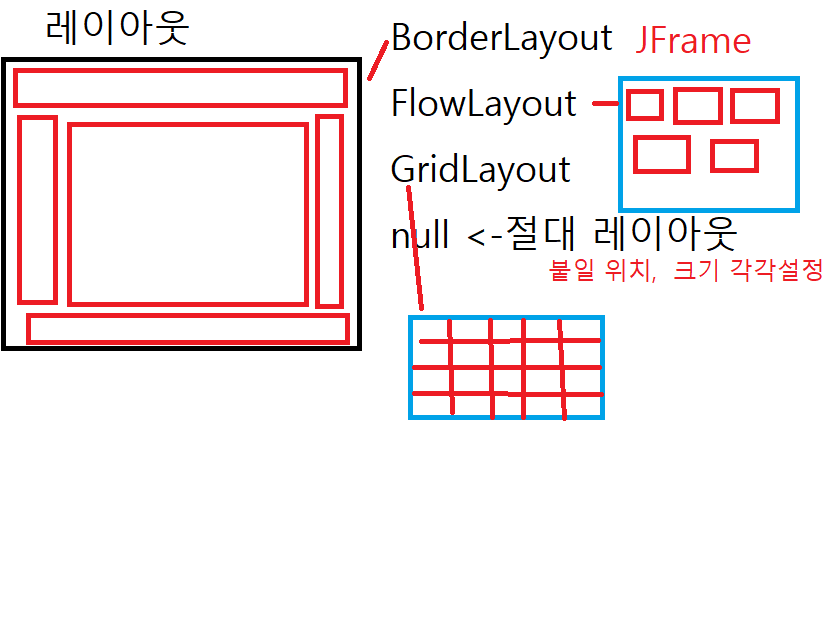 레이아웃
BorderLayout JFrame
FlowLayout
GridLayout
null <-절대 레이아웃
붙일 위치, 크기 각각설정